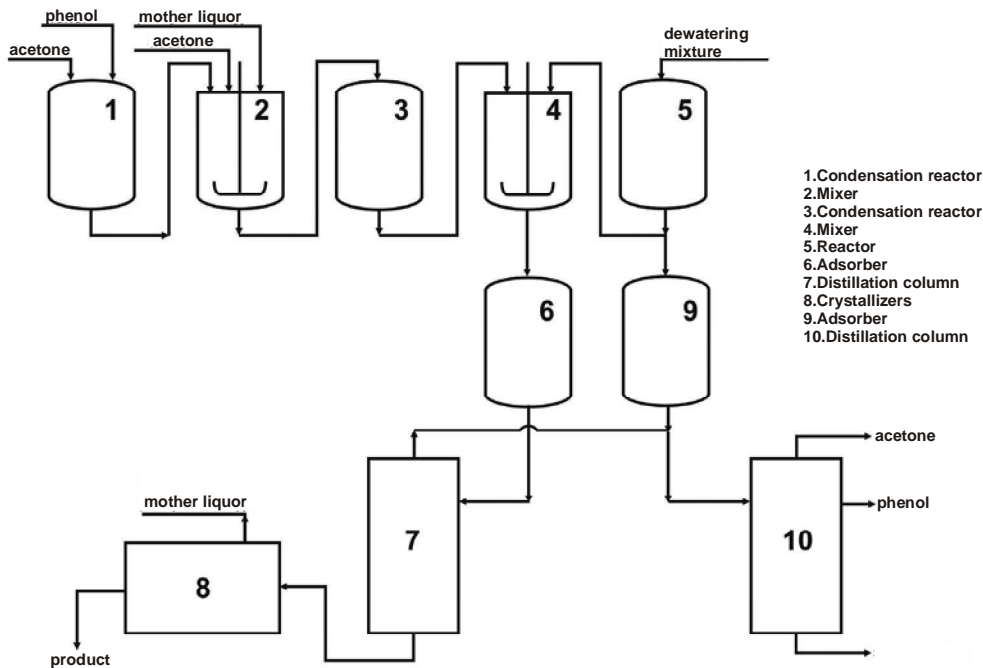 phenol
acetone
mother liquor
acetone
dewatering
mixture
1
2
3
4
5
1.Condensation reactor
2.Mixer
3.Condensation reactor
4.Mixer
5.Reactor
6.Adsorber
7.Distillation column
8.Crystallizers
9.Adsorber
10.Distillation column
6
9
acetone
mother liquor
phenol
7
10
8
product